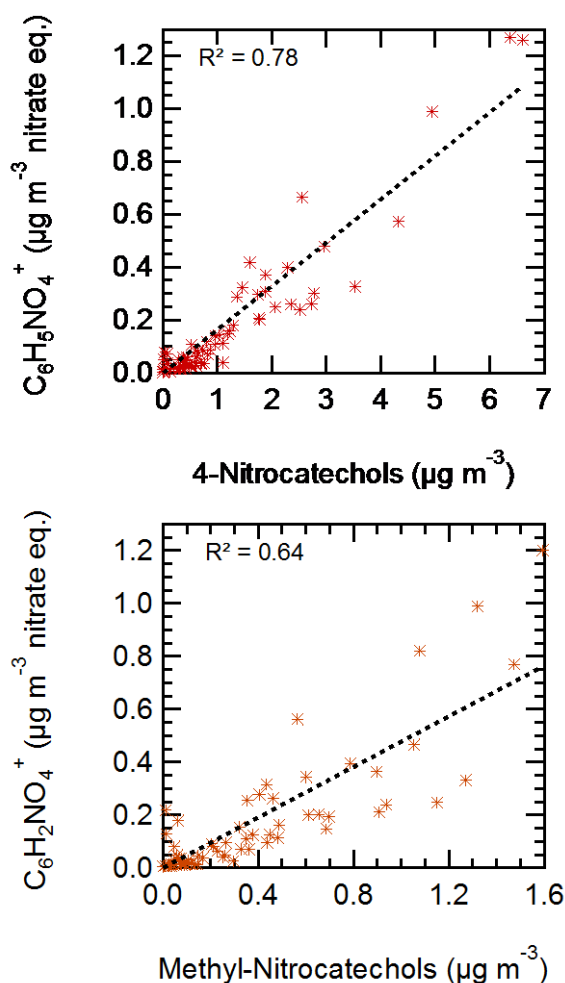 R² = 0.78
C₆H₅NO₄⁺ (µg m⁻³ nitrate eq.)
1.2
1.0
0.8
0.6
0.4
0.2
0.0
0 1 2 3 4 5 6 7
4-Nitrocatechols (µg m⁻³)
R² = 0.64
C₆H₂NO₄⁺ (µg m⁻³ nitrate eq.)
1.2
1.0
0.8
0.6
0.4
0.2
0.0
0.0 0.4 0.8 1.2 1.6
Methyl-Nitrocatechols (µg m⁻³)